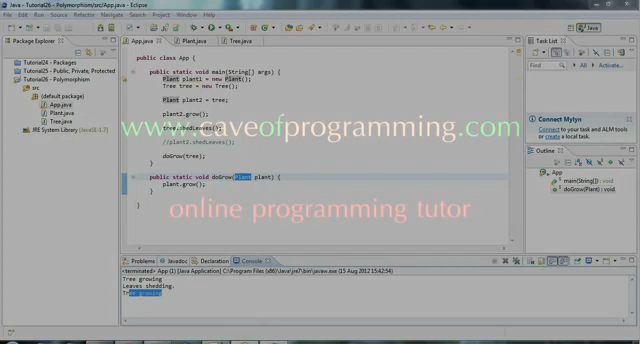 Java - Tutorial26 - Polymorphism/src/App.java - Eclipse
File Edit Source Refactor Navigate Search Project Run Window Help
Java
Package Explorer
Tutorial24 - Packages
Tutorial25 - Public, Private, Protected
Tutorial26 - Polymorphism
src
(default package)
App.java
Plant.java
Tree.java
JRE System Library [JavaSE-1.7]
App.java Plant.java Tree.java
public class App {
public static void main(String[] args) {
Plant plant1 = new Plant();
Tree tree = new Tree();
Plant plant2 = tree;
plant2.grow();
tree.shedLeaves();
//plant2.shedLeaves();
doGrow(tree);
}
public static void doGrow(Plant plant) {
plant.grow();
}
}
www.caveofprogramming.com
online programming tutor
Task List
Find All Activate...
Connect Mylyn
Connect to your task and ALM tools
or create a local task.
Outline
App
main(String[]) : void
doGrow(Plant) : void
Problems Javadoc Declaration Console
<terminated> App (1) [Java Application] C:\Program Files (x86)\Java\jre7\bin\javaw.exe (15 Aug 2012 15:42:54)
Tree growing
Leaves shedding.
Tree growing